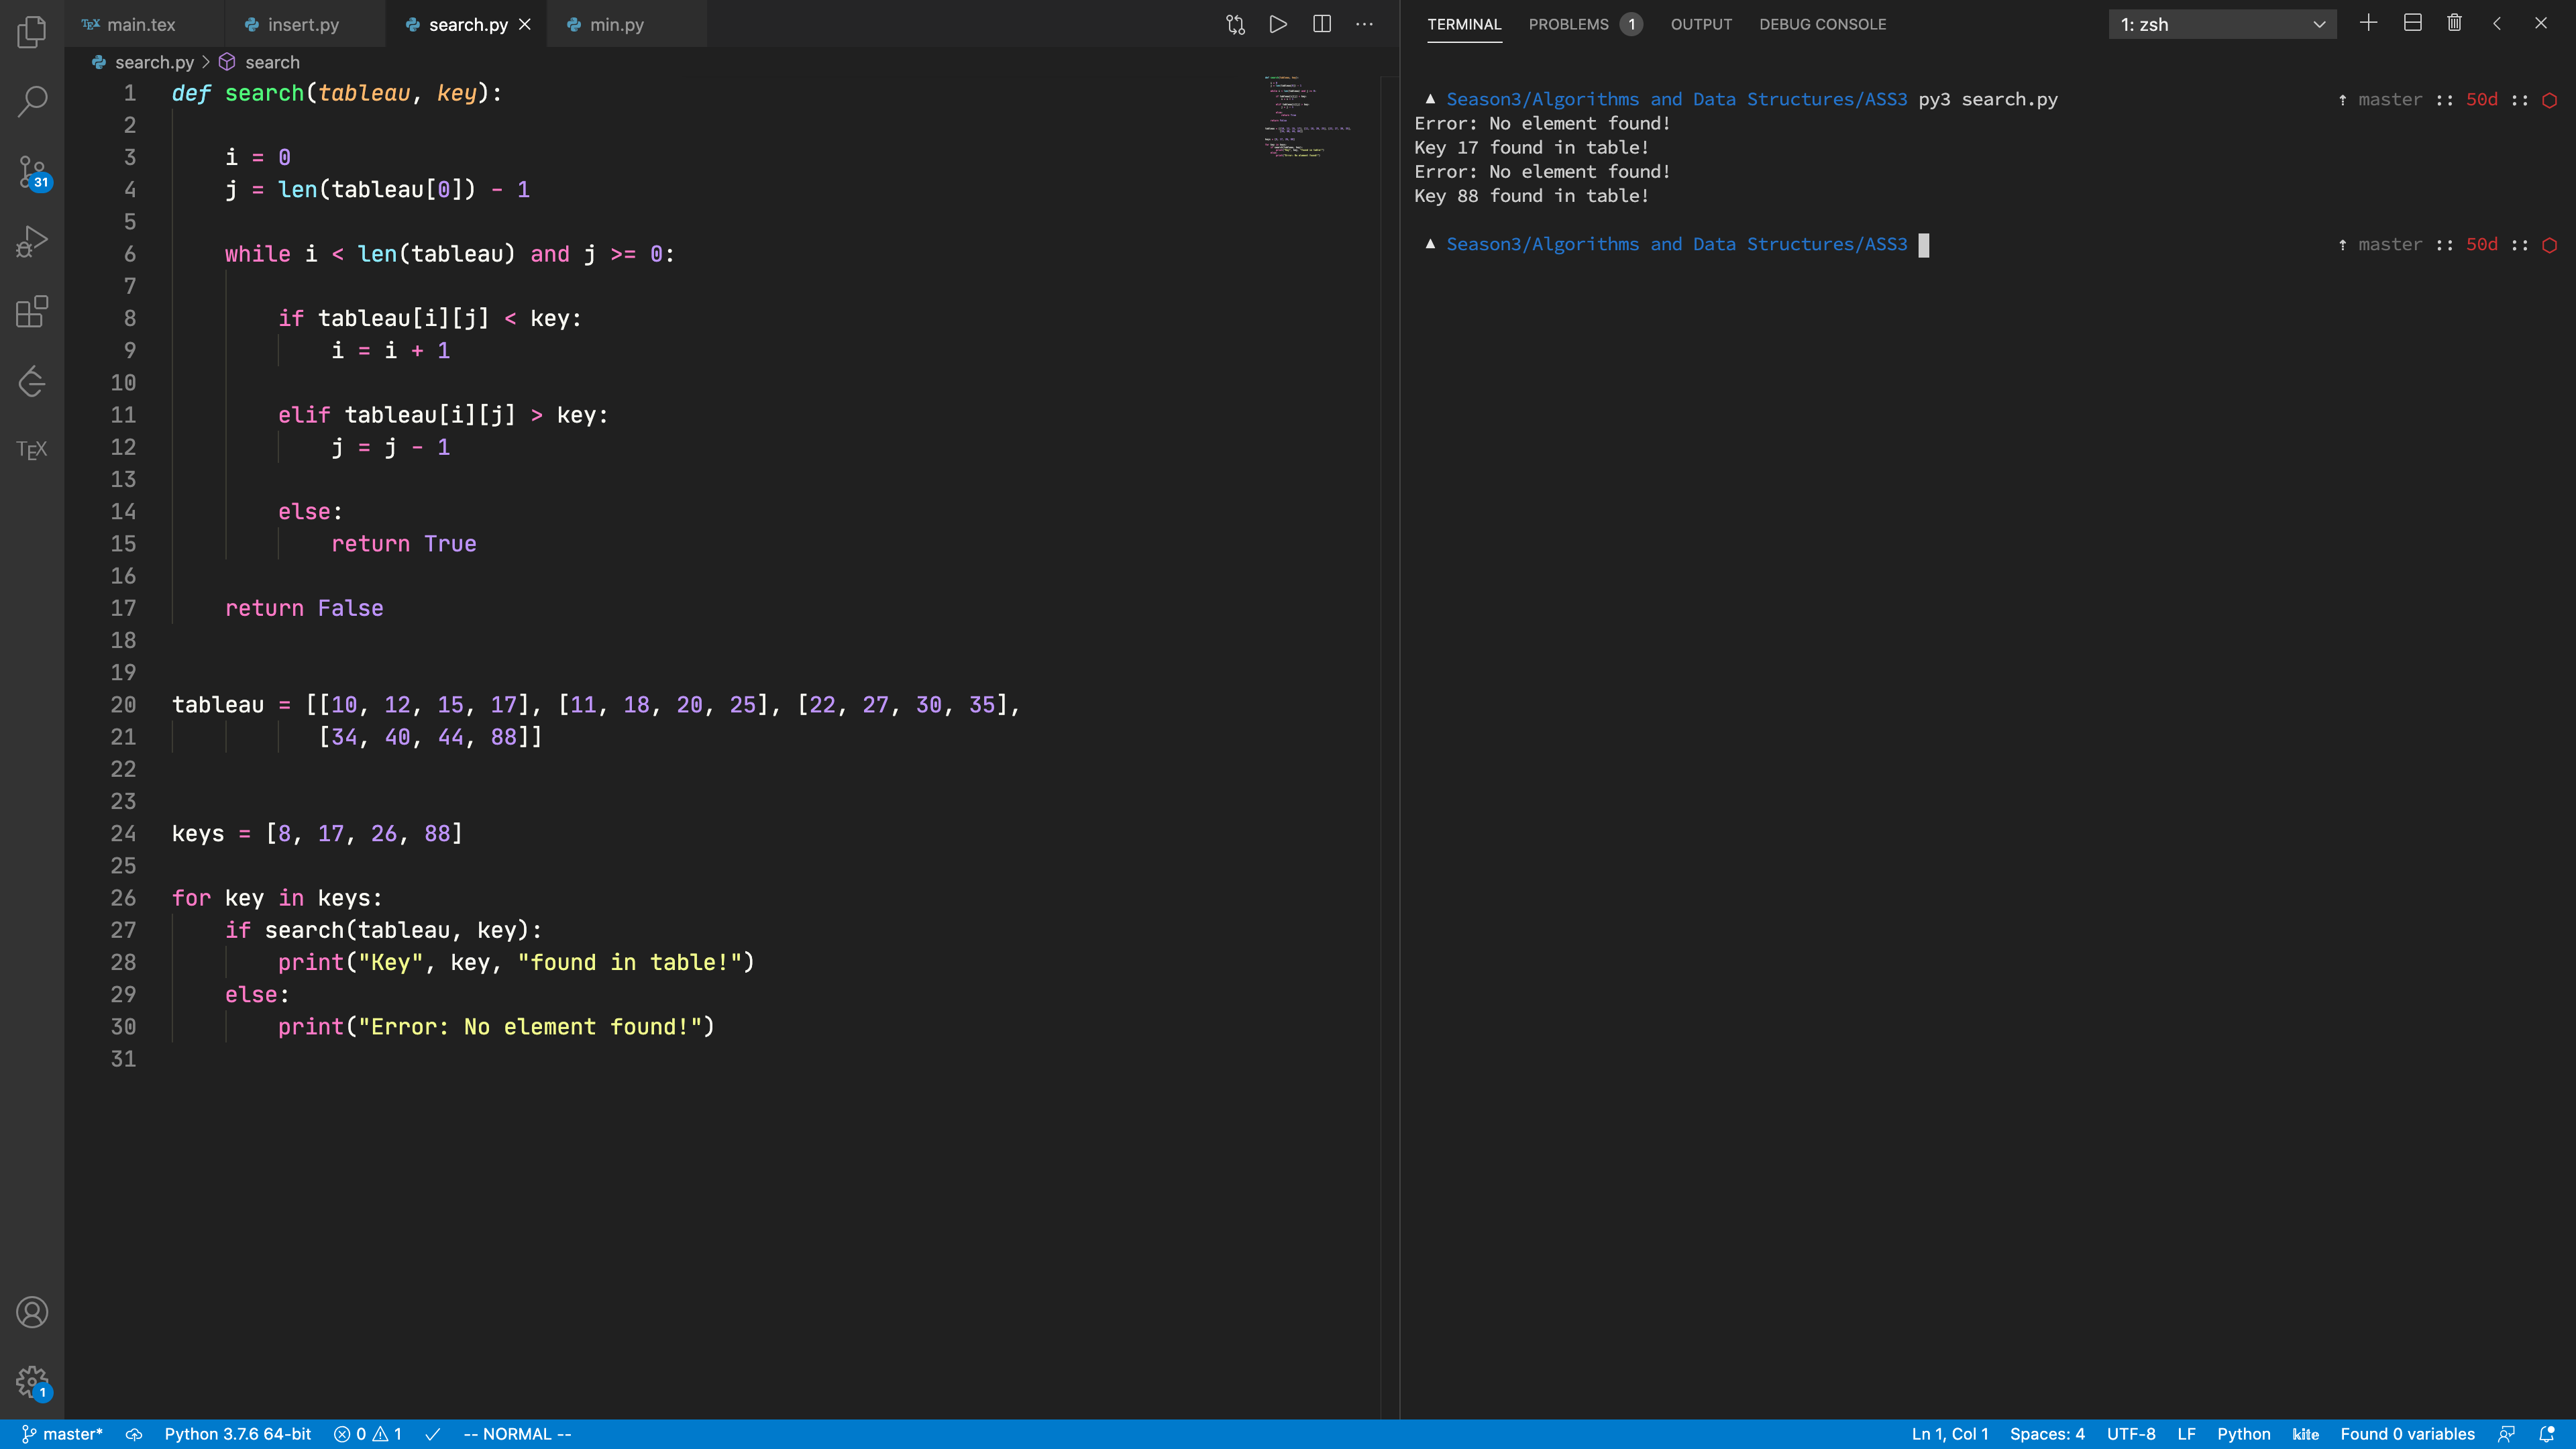 main.tex
insert.py
search.py
min.py
search.py > search
1 def search(tableau, key):
2
3 i = 0
4 j = len(tableau[0]) - 1
5
6 while i < len(tableau) and j >= 0:
7
8 if tableau[i][j] < key:
9 i = i + 1
10
11 elif tableau[i][j] > key:
12 j = j - 1
13
14 else:
15 return True
16
17 return False
18
19
20 tableau = [[10, 12, 15, 17], [11, 18, 20, 25], [22, 27, 30, 35],
21 [34, 40, 44, 88]]
22
23
24 keys = [8, 17, 26, 88]
25
26 for key in keys:
27 if search(tableau, key):
28 print("Key", key, "found in table!")
29 else:
30 print("Error: No element found!")
31
31
TEX
1
TERMINAL PROBLEMS 1 OUTPUT DEBUG CONSOLE 1: zsh
▲ Season3/Algorithms and Data Structures/ASS3 py3 search.py ↑ master :: 50d :: ⬡
Error: No element found!
Key 17 found in table!
Error: No element found!
Key 88 found in table!
▲ Season3/Algorithms and Data Structures/ASS3 ↑ master :: 50d :: ⬡
master* Python 3.7.6 64-bit 0 1 -- NORMAL -- Ln 1, Col 1 Spaces: 4 UTF-8 LF Python kite Found 0 variables